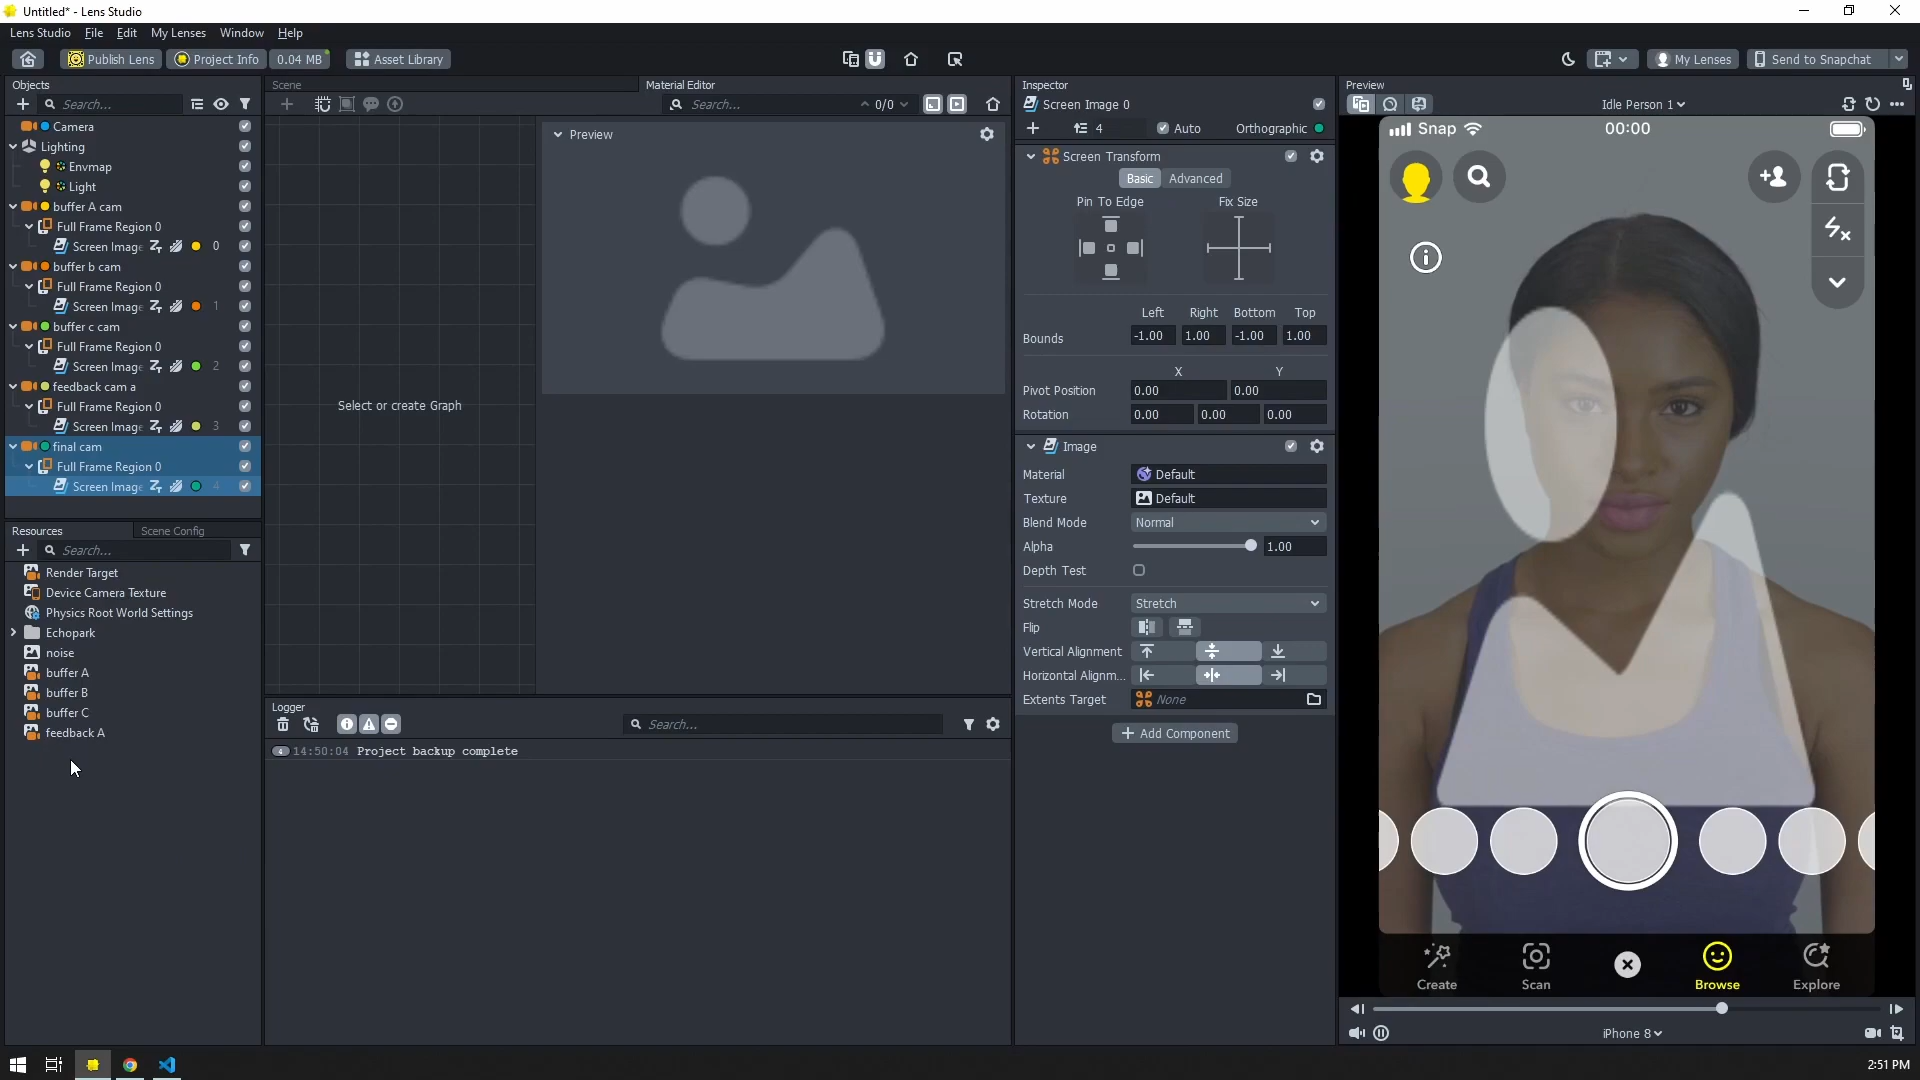 Untitled* - Lens Studio
Lens Studio File Edit My Lenses Window Help
Publish Lens Project Info 0.04 MB Asset Library My Lenses Send to Snapchat
Objects
Search...
Camera
Lighting
Envmap
Light
buffer A cam
Full Frame Region 0
Screen Image 0
buffer b cam
Full Frame Region 0
Screen Image 1
buffer c cam
Full Frame Region 0
Screen Image 2
feedback cam a
Full Frame Region 0
Screen Image 3
final cam
Full Frame Region 0
Screen Image 4
Resources Scene Config
Search...
Render Target
Device Camera Texture
Physics Root World Settings
Echopark
noise
buffer A
buffer B
buffer C
feedback A
Scene
Material Editor
Search... 0/0
Preview
Select or create Graph
Logger
Search...
4 14:50:04 Project backup complete
Inspector
Screen Image 0
4 Auto Orthographic
Screen Transform
Basic Advanced
Pin To Edge Fix Size
Left Right Bottom Top
Bounds -1.00 1.00 -1.00 1.00
X Y
Pivot Position 0.00 0.00
Rotation 0.00 0.00 0.00
Image
Material Default
Texture Default
Blend Mode Normal
Alpha 1.00
Depth Test
Stretch Mode Stretch
Flip
Vertical Alignment
Horizontal Alignm...
Extents Target None
Add Component
Preview
Idle Person 1
Snap 00:00
Create Scan Browse Explore
iPhone 8
2:51 PM